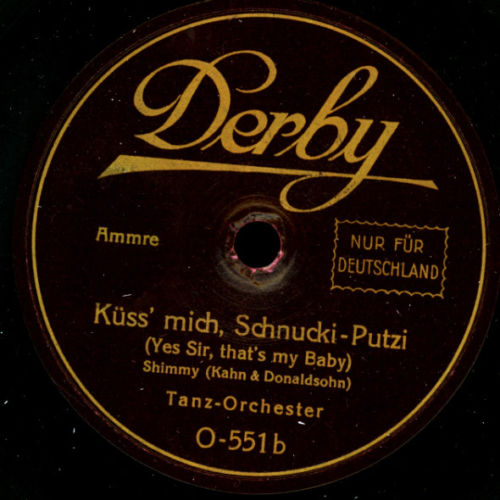 Derby
Ammre
NUR FÜR
DEUTSCHLAND
Küss' mich, Schnucki-Putzi
(Yes Sir, that's my Baby)
Shimmy (Kahn & Donaldsohn)
Tanz-Orchester
O-551b